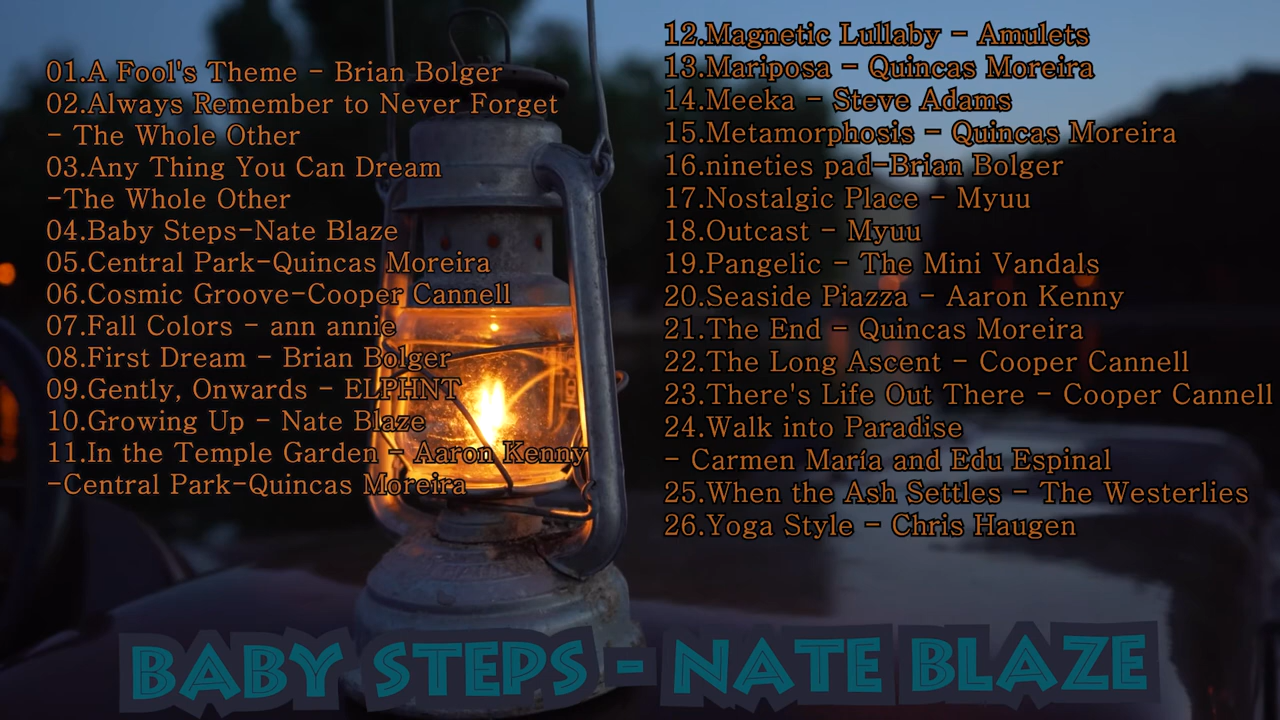 01.A Fool's Theme - Brian Bolger
02.Always Remember to Never Forget
- The Whole Other
03.Any Thing You Can Dream
-The Whole Other
04.Baby Steps-Nate Blaze
05.Central Park-Quincas Moreira
06.Cosmic Groove-Cooper Cannell
07.Fall Colors - ann annie
08.First Dream - Brian Bolger
09.Gently, Onwards - ELPHNT
10.Growing Up - Nate Blaze
11.In the Temple Garden - Aaron Kenny
-Central Park-Quincas Moreira
12.Magnetic Lullaby - Amulets
13.Mariposa - Quincas Moreira
14.Meeka - Steve Adams
15.Metamorphosis - Quincas Moreira
16.nineties pad-Brian Bolger
17.Nostalgic Place - Myuu
18.Outcast - Myuu
19.Pangelic - The Mini Vandals
20.Seaside Piazza - Aaron Kenny
21.The End - Quincas Moreira
22.The Long Ascent - Cooper Cannell
23.There's Life Out There - Cooper Cannell
24.Walk into Paradise
- Carmen María and Edu Espinal
25.When the Ash Settles - The Westerlies
26.Yoga Style - Chris Haugen
BABY STEPS - NATE BLAZE